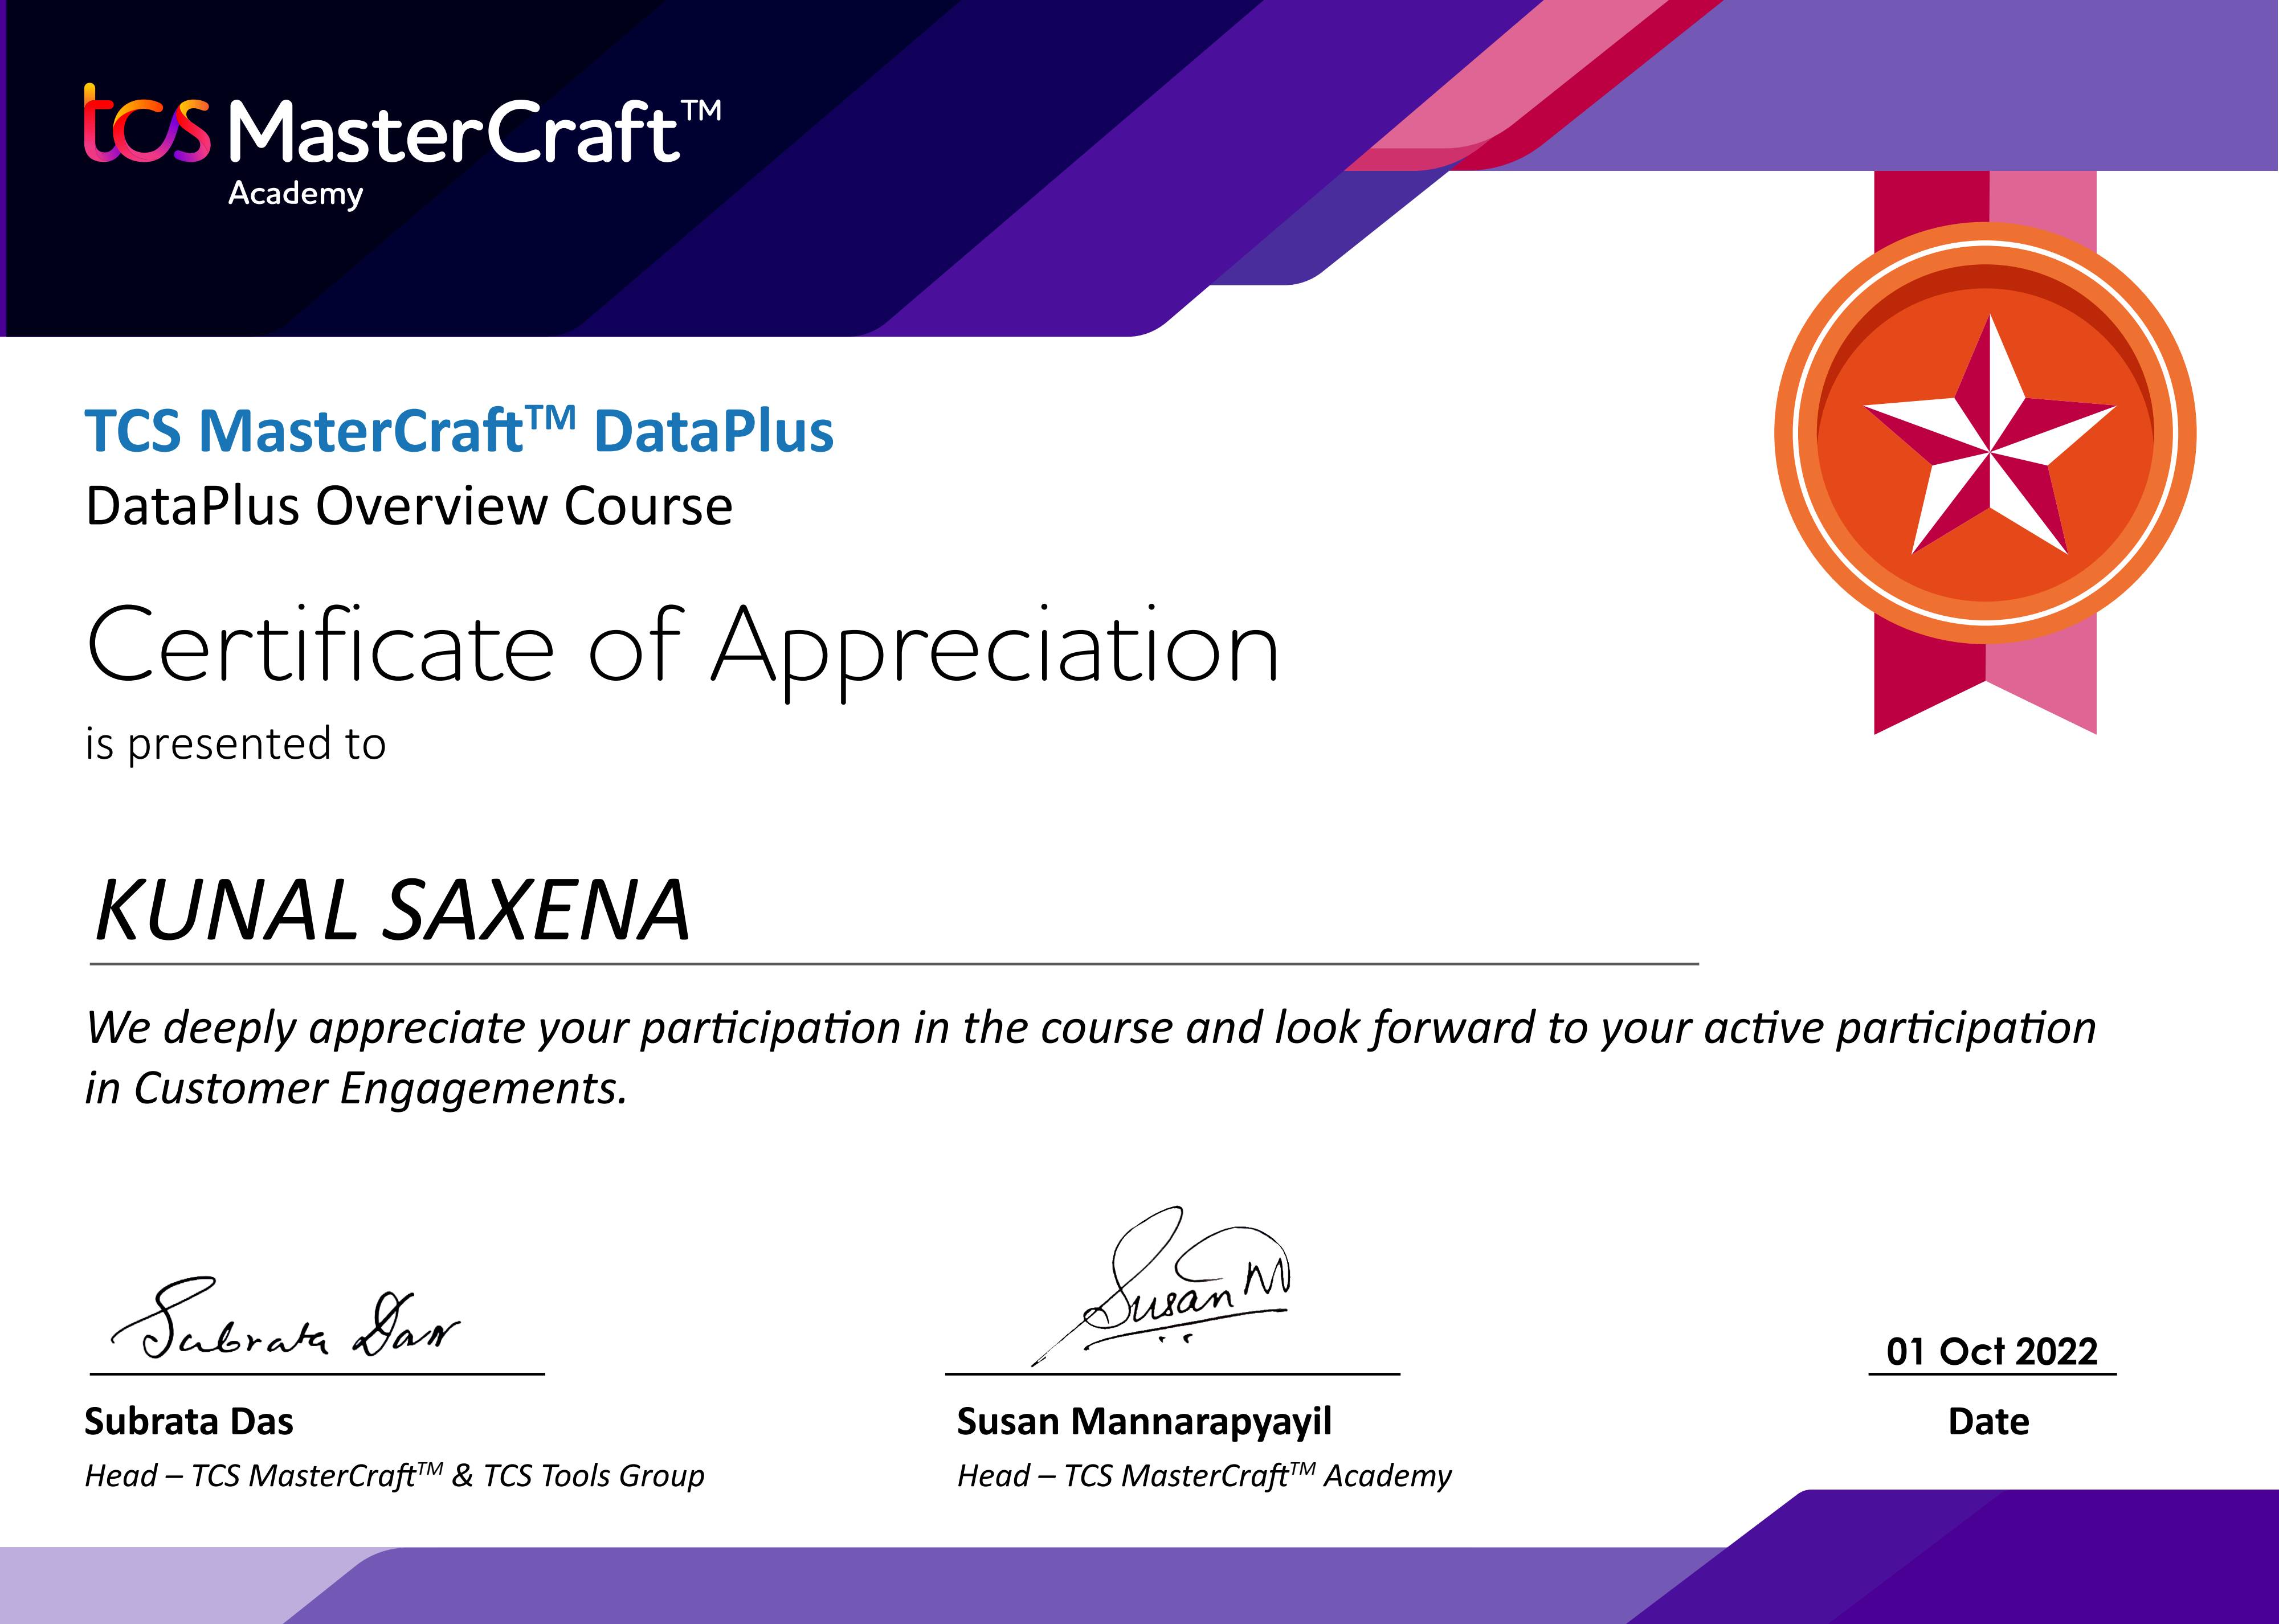 tcs MasterCraft™
Academy
TCS MasterCraft™ DataPlus
DataPlus Overview Course
Certificate of Appreciation
is presented to
KUNAL SAXENA
We deeply appreciate your participation in the course and look forward to your active participation
in Customer Engagements.
Subrata Das
Susan M
01 Oct 2022
Subrata Das
Susan Mannarapyayil
Date
Head – TCS MasterCraft™ & TCS Tools Group
Head – TCS MasterCraft™ Academy